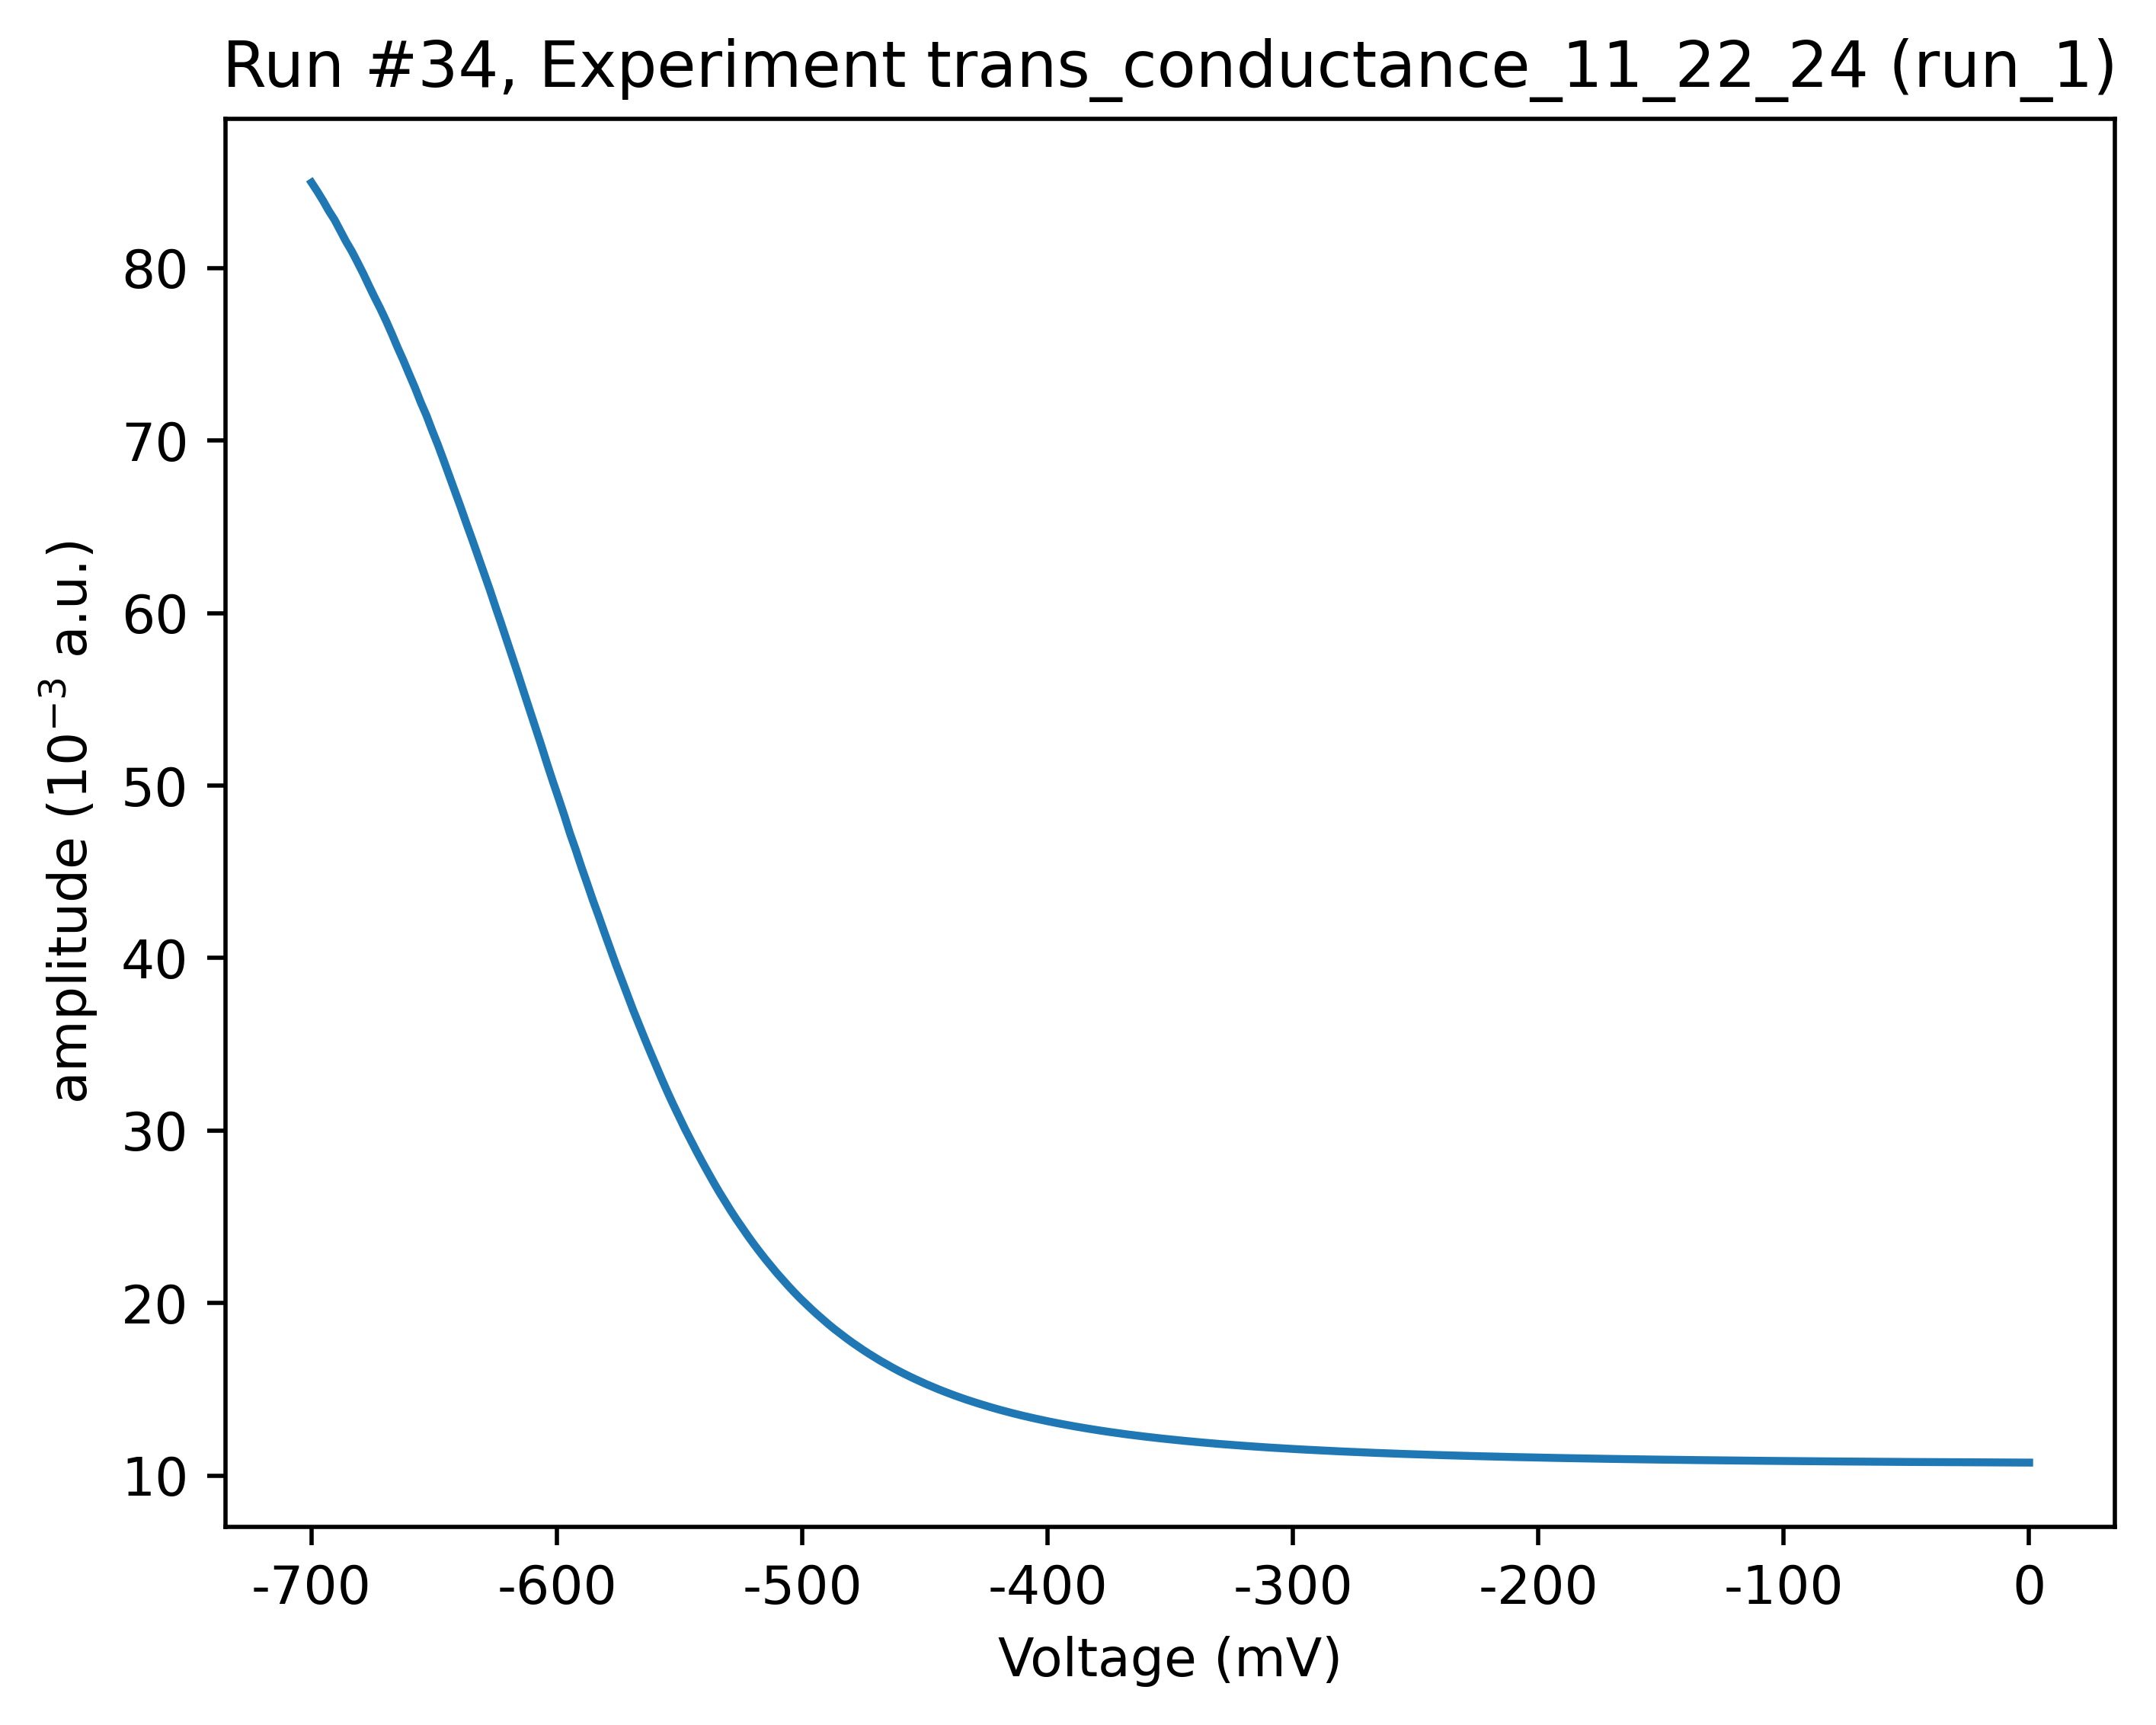 Run #34, Experiment trans_conductance_11_22_24 (run_1)
80
70
60
50
40
30
20
10
amplitude (10⁻³ a.u.)
-700 -600 -500 -400 -300 -200 -100 0
Voltage (mV)